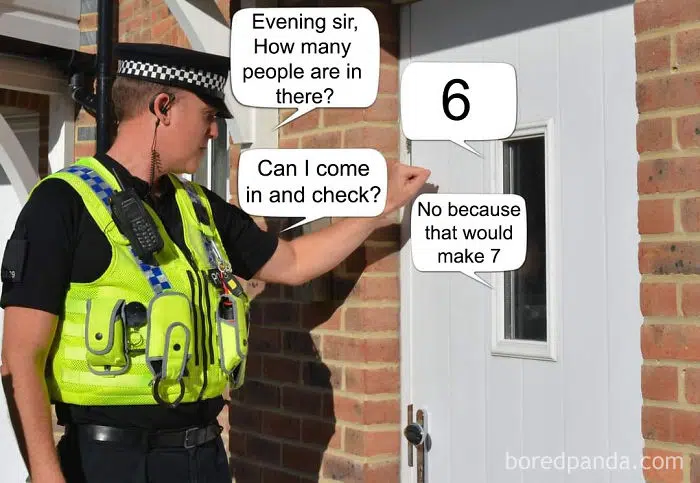 Evening sir,
How many
people are in
there?
6
Can I come
in and check?
No because
that would
make 7
boredpanda.com